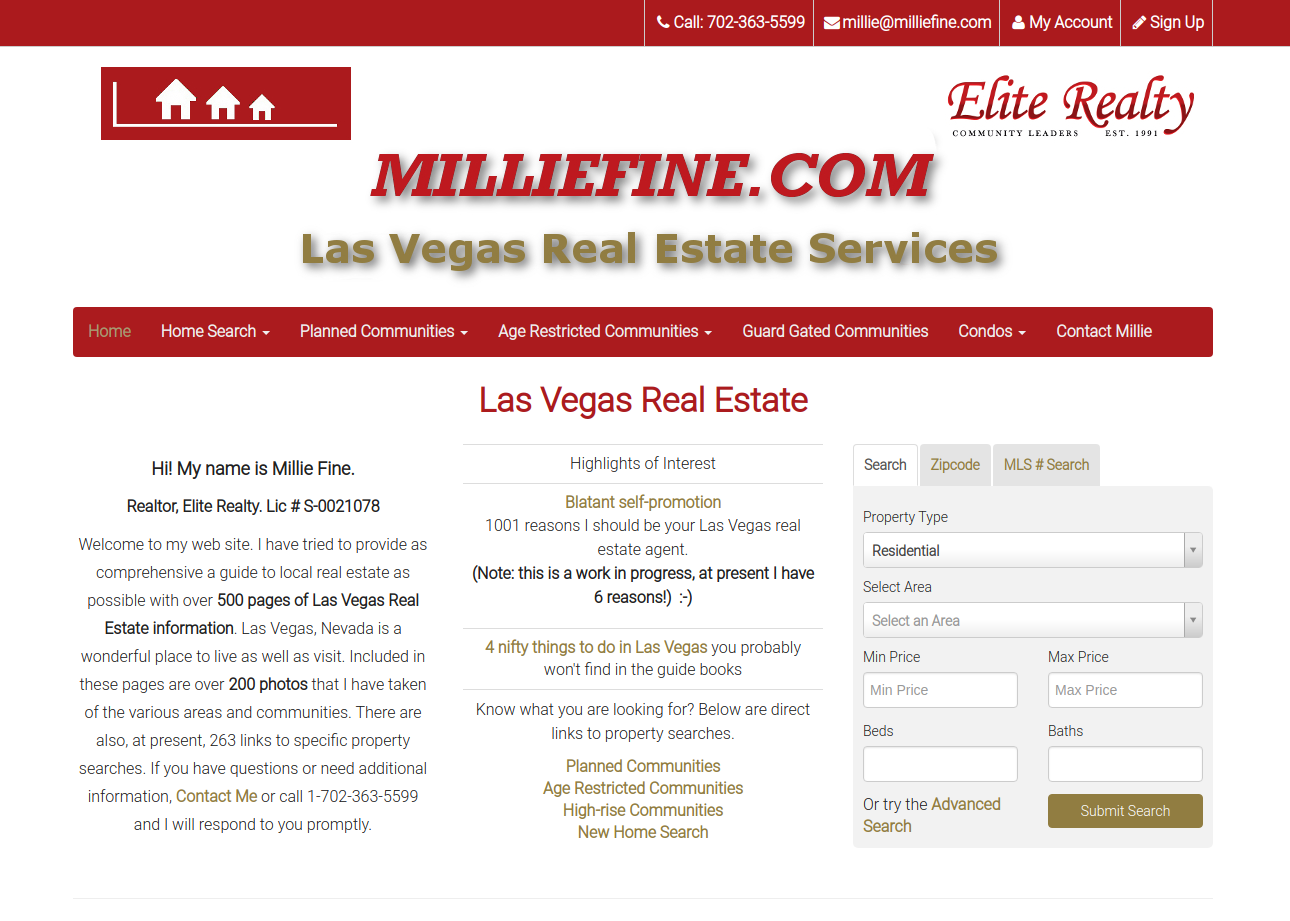 Call: 702-363-5599 millie@milliefine.com My Account Sign Up
Elite Realty
COMMUNITY LEADERS EST. 1991
MILLIEFINE.COM
Las Vegas Real Estate Services
Home Home Search Planned Communities Age Restricted Communities Guard Gated Communities Condos Contact Millie
Las Vegas Real Estate
Hi! My name is Millie Fine.
Realtor, Elite Realty. Lic # S-0021078
Welcome to my web site. I have tried to provide as
comprehensive a guide to local real estate as
possible with over 500 pages of Las Vegas Real
Estate information. Las Vegas, Nevada is a
wonderful place to live as well as visit. Included in
these pages are over 200 photos that I have taken
of the various areas and communities. There are
also, at present, 263 links to specific property
searches. If you have questions or need additional
information, Contact Me or call 1-702-363-5599
and I will respond to you promptly.
Highlights of Interest
Blatant self-promotion
1001 reasons I should be your Las Vegas real
estate agent.
(Note: this is a work in progress, at present I have
6 reasons!) :-)
4 nifty things to do in Las Vegas you probably
won't find in the guide books
Know what you are looking for? Below are direct
links to property searches.
Planned Communities
Age Restricted Communities
High-rise Communities
New Home Search
Search Zipcode MLS # Search
Property Type
Residential
Select Area
Select an Area
Min Price Max Price
Min Price Max Price
Beds Baths
Or try the Advanced
Search
Submit Search